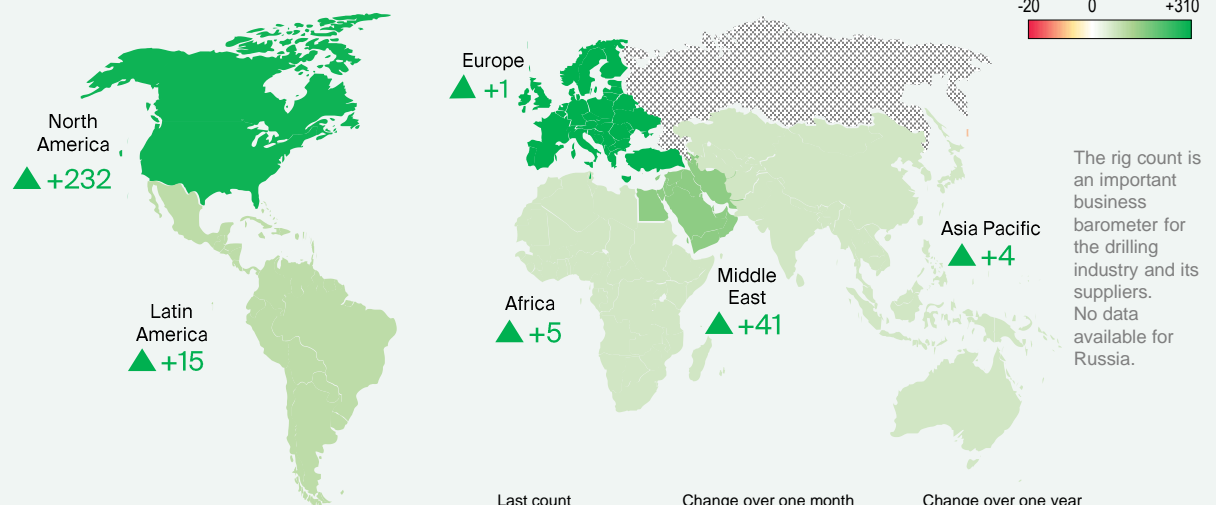 -20 0 +310
Europe
+1
North
America
+232
The rig count is
an important
business
barometer for
the drilling
industry and its
suppliers.
No data
available for
Russia.
Asia Pacific
+4
Middle
East
+41
Africa
+5
Latin
America
+15
Last count Change over one month Change over one year